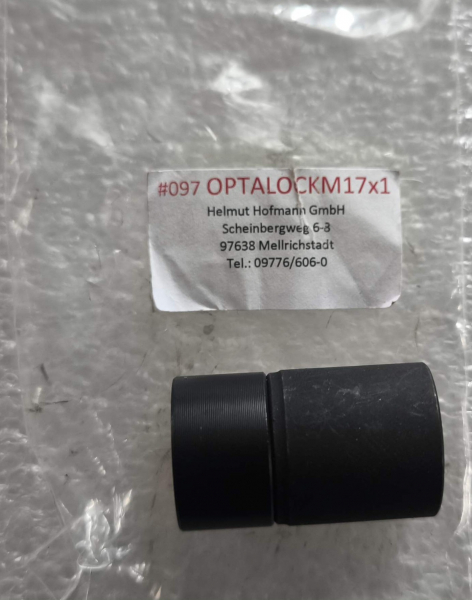 #097 OPTALOCKM17x1
Helmut Hofmann GmbH
Scheinbergweg 6-8
97638 Mellrichstadt
Tel.: 09776/606-0